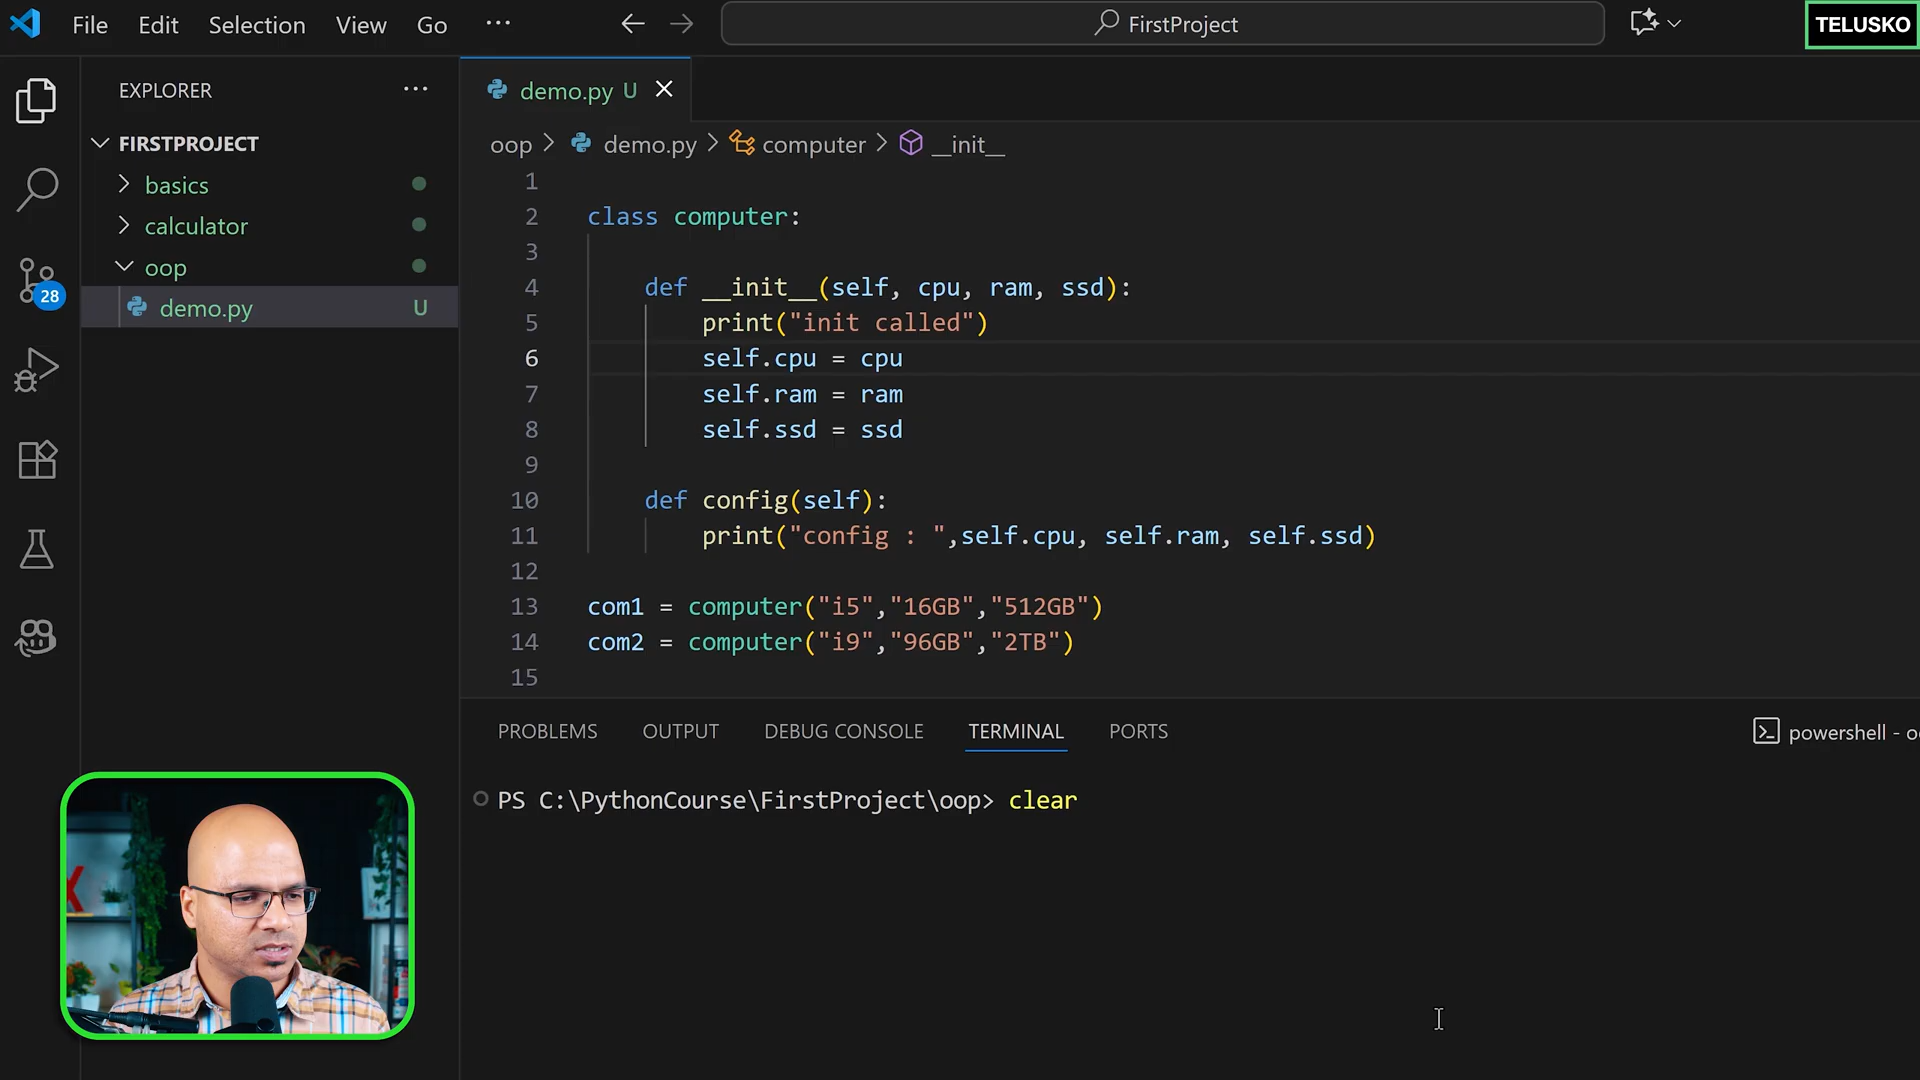 File Edit Selection View Go ...
FirstProject
TELUSKO
EXPLORER ...
FIRSTPROJECT
basics
calculator
oop
demo.py U
28
demo.py U
oop > demo.py > computer > __init__
1
2 class computer:
3
4 def __init__(self, cpu, ram, ssd):
5 print("init called")
6 self.cpu = cpu
7 self.ram = ram
8 self.ssd = ssd
9
10 def config(self):
11 print("config : ",self.cpu, self.ram, self.ssd)
12
13 com1 = computer("i5","16GB","512GB")
14 com2 = computer("i9","96GB","2TB")
15
PROBLEMS OUTPUT DEBUG CONSOLE TERMINAL PORTS
powershell -
PS C:\PythonCourse\FirstProject\oop> clear